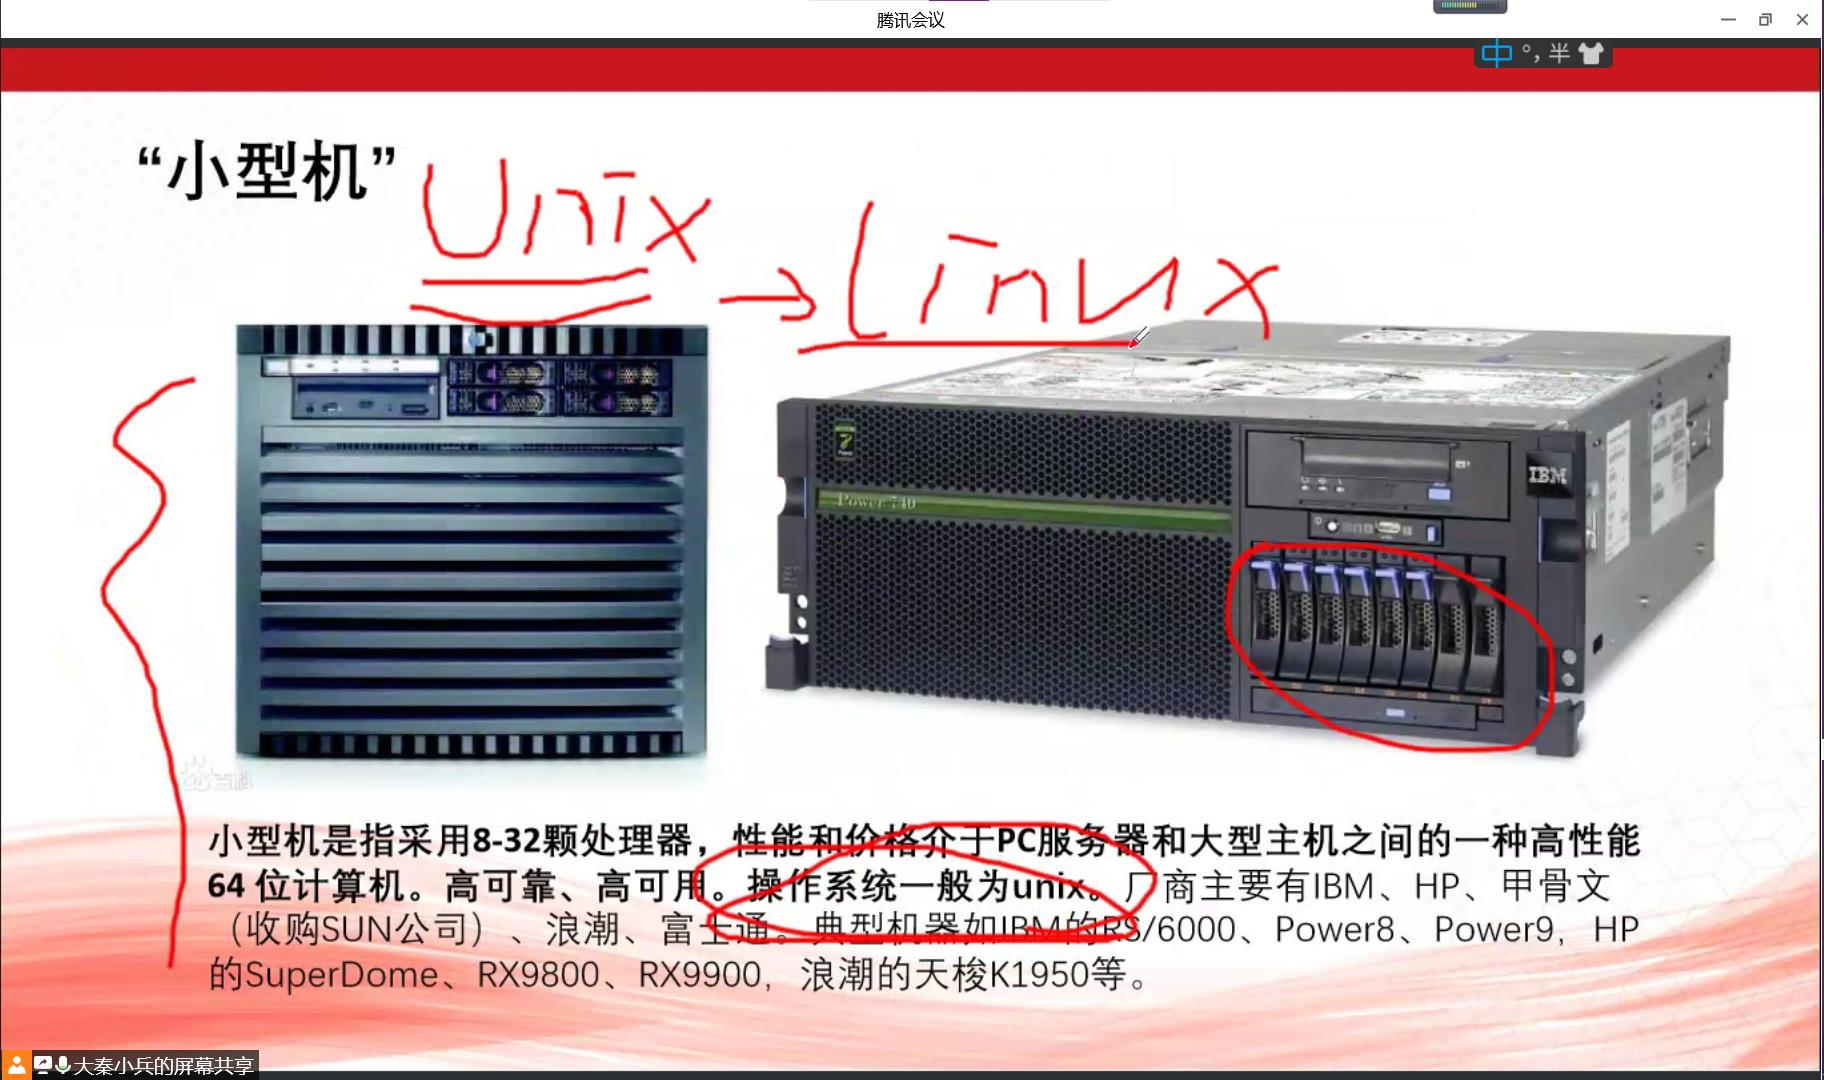 腾讯会议
中 °, 半
“小型机”
Unix
→ Linux
Power 740
IBM
百科
小型机是指采用8-32颗处理器，性能和价格介于PC服务器和大型主机之间的一种高性能
64 位计算机。高可靠、高可用。操作系统一般为unix。厂商主要有IBM、HP、甲骨文
（收购SUN公司）、浪潮、富士通。典型机器如IBM的RS/6000、Power8、Power9，HP
的SuperDome、RX9800、RX9900，浪潮的天梭K1950等。
大秦小兵的屏幕共享